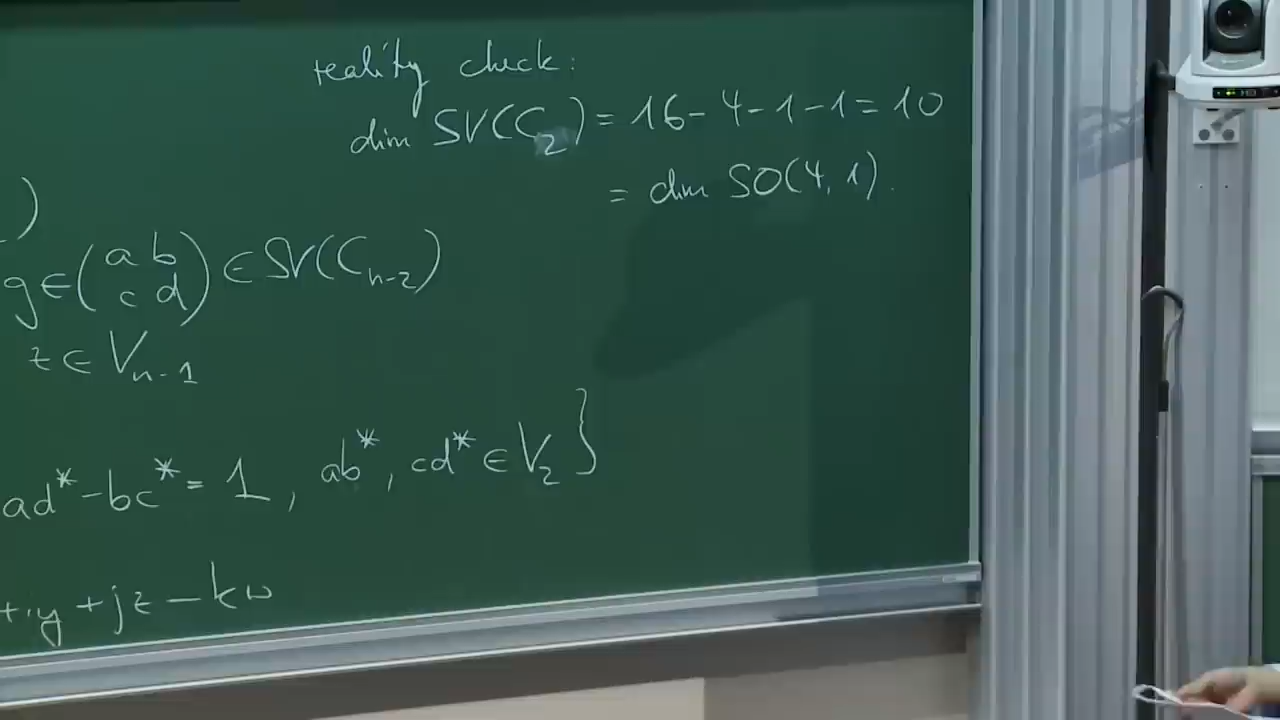 reality check:
dim SV(C₂) = 16-4-1-1=10
= dim SO(4,1).
)
g∈(a b
c d)∈SV(Cₙ₋₂)
z∈Vₙ₋₁
ad*-bc*=1, ab*, cd*∈V₂}
+iy+jz-kw